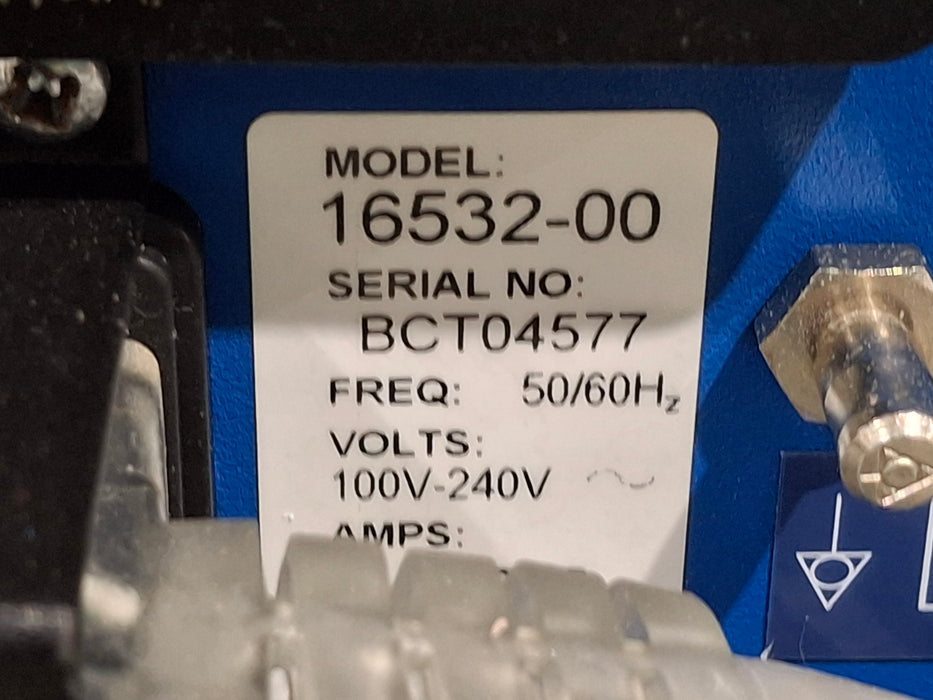 MODEL:
16532-00
SERIAL NO:
BCT04577
FREQ: 50/60Hz
VOLTS:
100V-240V ~
AMPS: